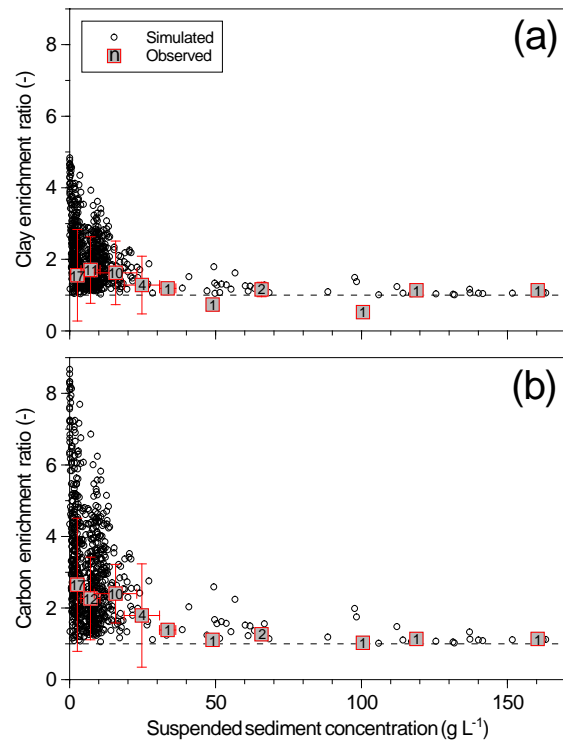 (a)
Simulated
n Observed
Clay enrichment ratio (-)
8
6
4
2
0
17 11 10 4 1 1 2 1 1 1
(b)
Carbon enrichment ratio (-)
8
6
4
2
0
17 12 10 4 1 1 2 1 1 1
0 50 100 150
Suspended sediment concentration (g L⁻¹)